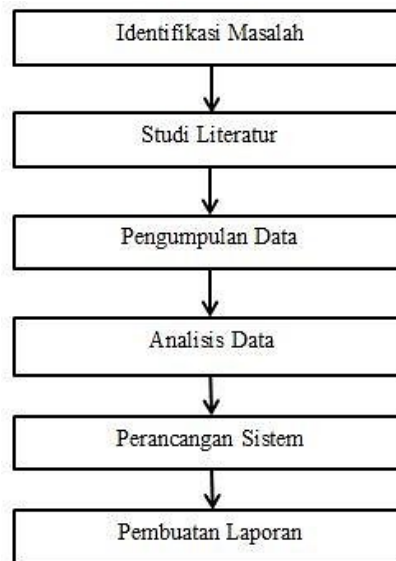 Identifikasi Masalah
Studi Literatur
Pengumpulan Data
Analisis Data
Perancangan Sistem
Pembuatan Laporan